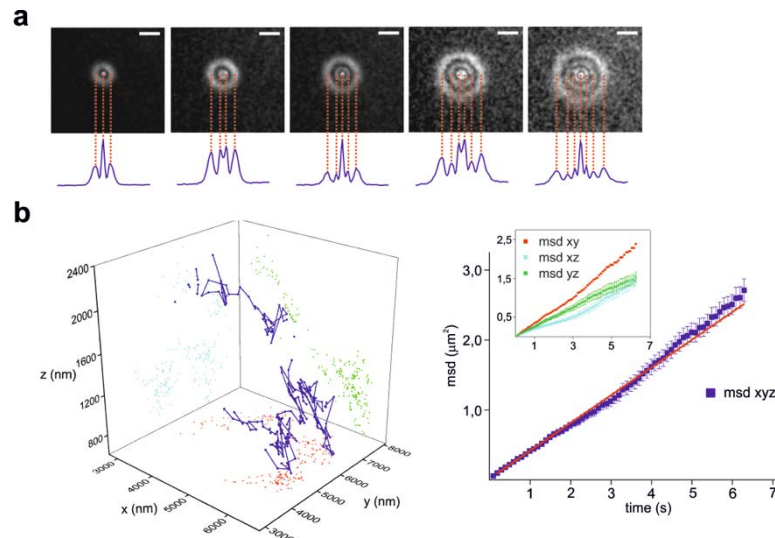 a
b
2400
2000
1600
1200
800
z (nm)
3000
4000
5000
6000
x (nm)
3000
4000
5000
6000
7000
8000
y (nm)
2,5
1,5
0,5
msd xy
msd xz
msd yz
1
3
5
7
3,0
2,0
1,0
msd (μm²)
msd xyz
1 2 3 4 5 6 7
time (s)